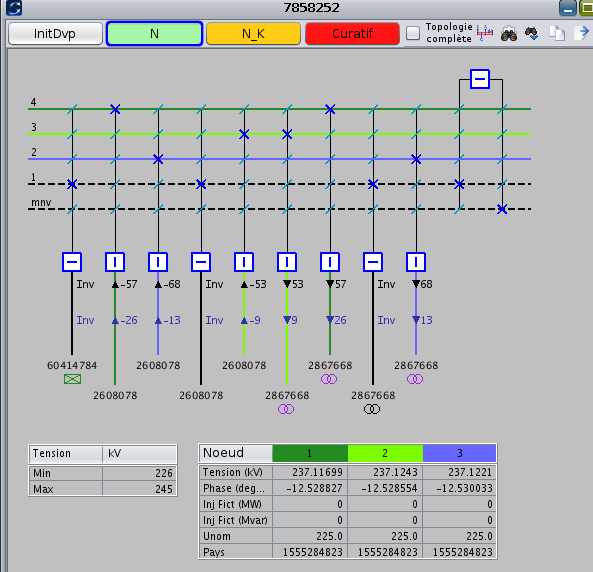 7858252
InitDvp N N_K Curatif Topologie complète
4
3
2
1
mnv
Inv -57 -68 Inv -53 53 57 Inv 68
Inv -26 -13 Inv -9 9 26 Inv 13
60414784 2608078 2608078 2867668 2867668
2608078 2608078 2867668 2867668
Tension kV
Min 226
Max 245
Noeud 1 2 3
Tension (kV) 237.11699 237.1243 237.1221
Phase (deg... -12.528827 -12.528554 -12.530033
Inj Fict (MW) 0 0 0
Inj Fict (Mvar) 0 0 0
Unom 225.0 225.0 225.0
Pays 1555284823 1555284823 1555284823